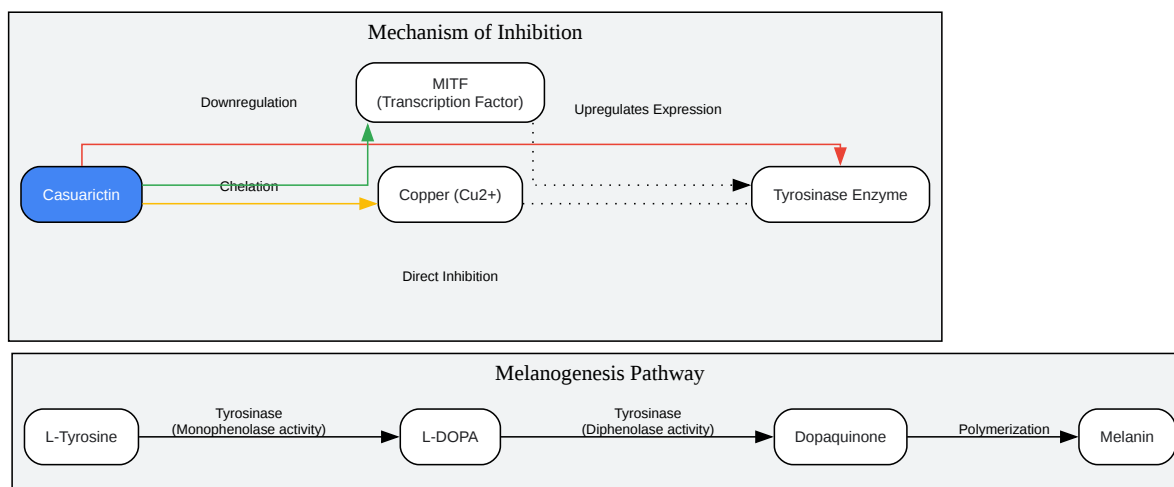 Mechanism of Inhibition
MITF
(Transcription Factor)
Downregulation
Upregulates Expression
Casuarictin
Chelation
Copper (Cu2+)
Tyrosinase Enzyme
Direct Inhibition
Melanogenesis Pathway
L-Tyrosine
Tyrosinase
(Monophenolase activity)
L-DOPA
Tyrosinase
(Diphenolase activity)
Dopaquinone
Polymerization
Melanin